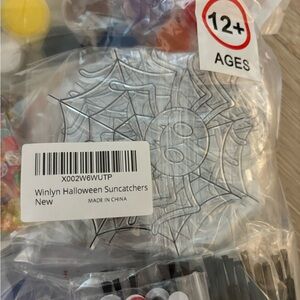 12+
AGES
X002W6WUTP
Winlyn Halloween Suncatchers
New
MADE IN CHINA